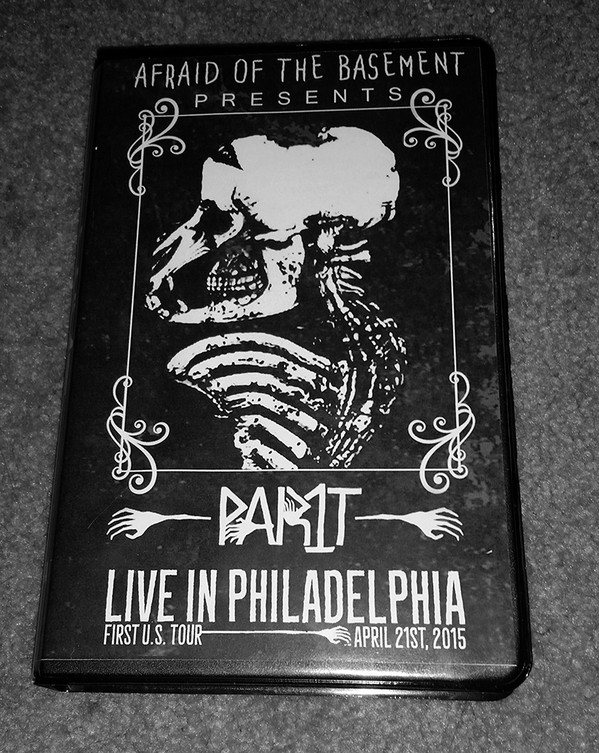 AFRAID OF THE BASEMENT
PRESENTS
PAR1T
LIVE IN PHILADELPHIA
FIRST U.S. TOUR APRIL 21ST, 2015